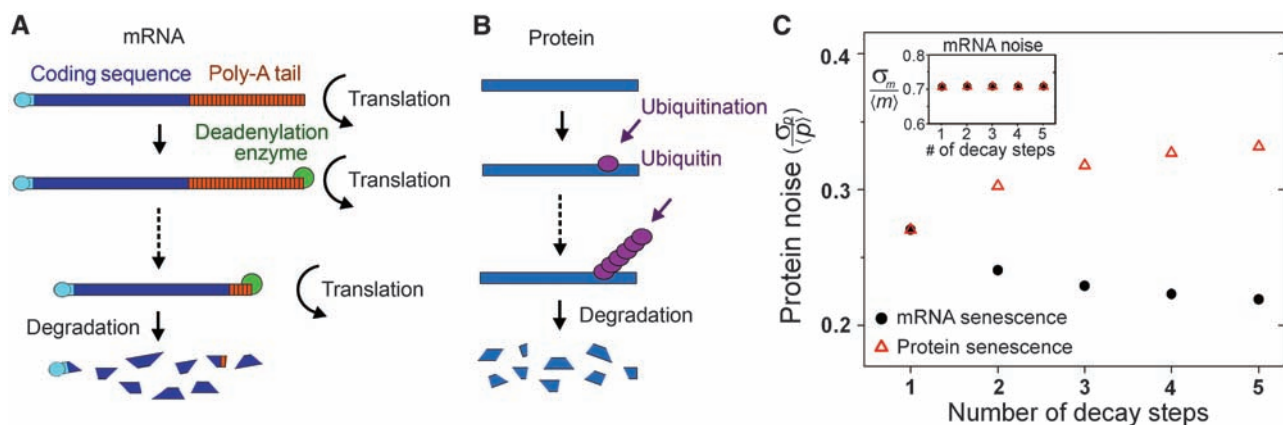 A
mRNA
Coding sequence Poly-A tail
Translation
Deadenylation
enzyme
Translation
Translation
Degradation
B
Protein
Ubiquitination
Ubiquitin
Degradation
C
0.4
0.3
0.2
Protein noise (σp/⟨p⟩)
mRNA noise
σm/⟨m⟩
0.8
0.7
0.6
1 2 3 4 5
# of decay steps
mRNA senescence
Protein senescence
1 2 3 4 5
Number of decay steps